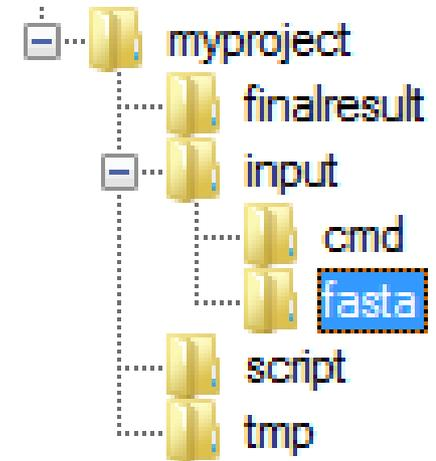 myproject
finalresult
input
cmd
fasta
script
tmp